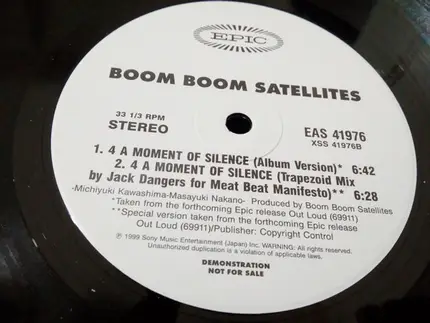 EPIC
BOOM BOOM SATELLITES
33 1/3 RPM
STEREO
EAS 41976
XSS 41976B
1. 4 A MOMENT OF SILENCE (Album Version)* 6:42
2. 4 A MOMENT OF SILENCE (Trapezoid Mix
by Jack Dangers for Meat Beat Manifesto)** 6:28
-Michiyuki Kawashima-Masayuki Nakano- Produced by Boom Boom Satellites
*Taken from the forthcoming Epic release Out Loud (69911)
**Special version taken from the forthcoming Epic release
Out Loud (69911)/Publisher: Copyright Control
℗ 1999 Sony Music Entertainment (Japan) Inc. WARNING: All rights reserved.
Unauthorized duplication is a violation of applicable laws.
DEMONSTRATION
NOT FOR SALE